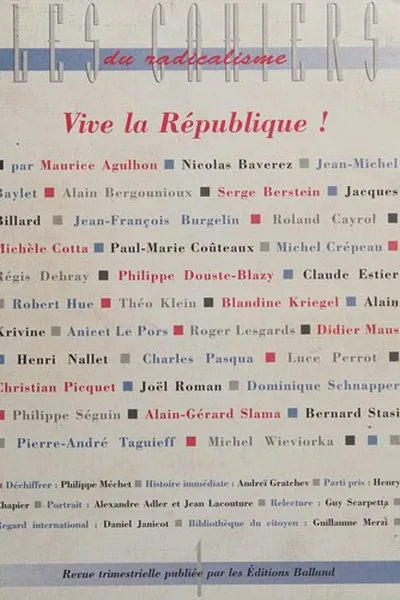 LES CAHIERS
du radicalisme
Vive la République !
■ par Maurice Agulhon ■ Nicolas Baverez ■ Jean-Michel
Baylet ■ Alain Bergounioux ■ Serge Berstein ■ Jacques
Billard ■ Jean-François Burgelin ■ Roland Cayrol ■
Michèle Cotta ■ Paul-Marie Coûteaux ■ Michel Crépeau ■
Régis Debray ■ Philippe Douste-Blazy ■ Claude Estier
■ Robert Hue ■ Théo Klein ■ Blandine Kriegel ■ Alain
Krivine ■ Anicet Le Pors ■ Roger Lesgards ■ Didier Maus
■ Henri Nallet ■ Charles Pasqua ■ Luce Perrot ■
Christian Picquet ■ Joël Roman ■ Dominique Schnapper
■ Philippe Séguin ■ Alain-Gérard Slama ■ Bernard Stasi
■ Pierre-André Taguieff ■ Michel Wieviorka ■ ■ ■
Déchiffrer : Philippe Méchet ■ Histoire immédiate : Andreï Gratchev ■ Parti pris : Henry
Chapier ■ Portrait : Alexandre Adler et Jean Lacouture ■ Relecture : Guy Scarpetta ■
Regard international : Daniel Janicot ■ Bibliothèque du citoyen : Guillaume Merzi ■
1
Revue trimestrielle publiée par les Éditions Balland